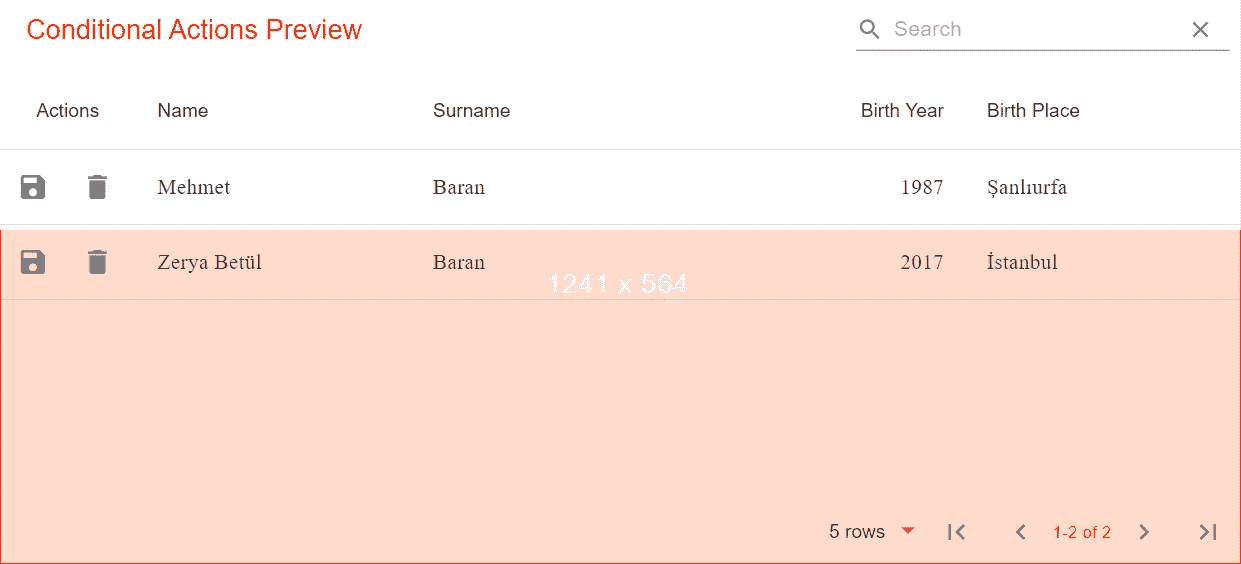 Conditional Actions Preview Search
Actions Name Surname Birth Year Birth Place
Mehmet Baran 1987 Şanlıurfa
Zerya Betül Baran 2017 İstanbul
1241 x 564
5 rows 1-2 of 2